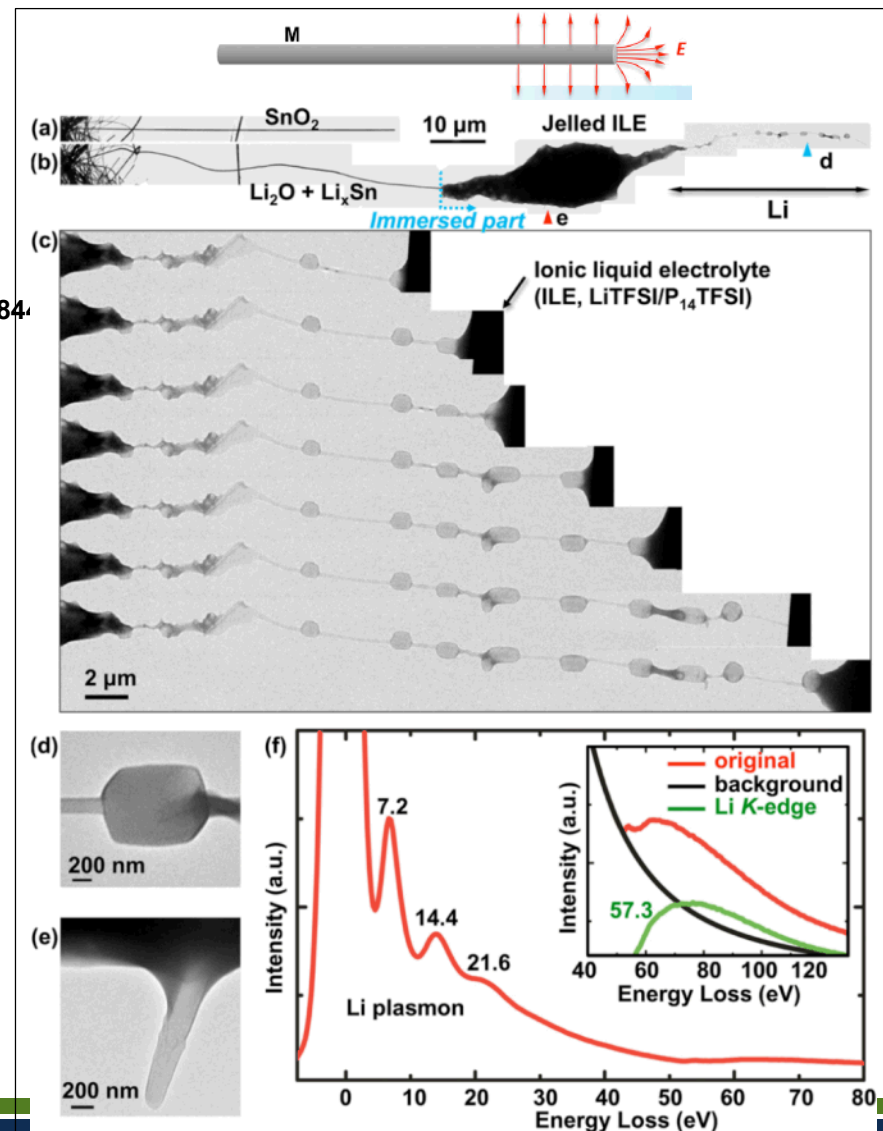 M
E
(a)
SnO₂
10 μm
Jelled ILE
(b)
d
Li₂O + LiₓSn
Immersed part
e
Li
(c)
Ionic liquid electrolyte
(ILE, LiTFSI/P₁₄TFSI)
844
2 μm
(d)
200 nm
(e)
200 nm
(f)
7.2
14.4
21.6
Li plasmon
Intensity (a.u.)
0 10 20 30 40 50 60 70 80
Energy Loss (eV)
original
background
Li K-edge
57.3
Intensity (a.u.)
40 60 80 100 120
Energy Loss (eV)